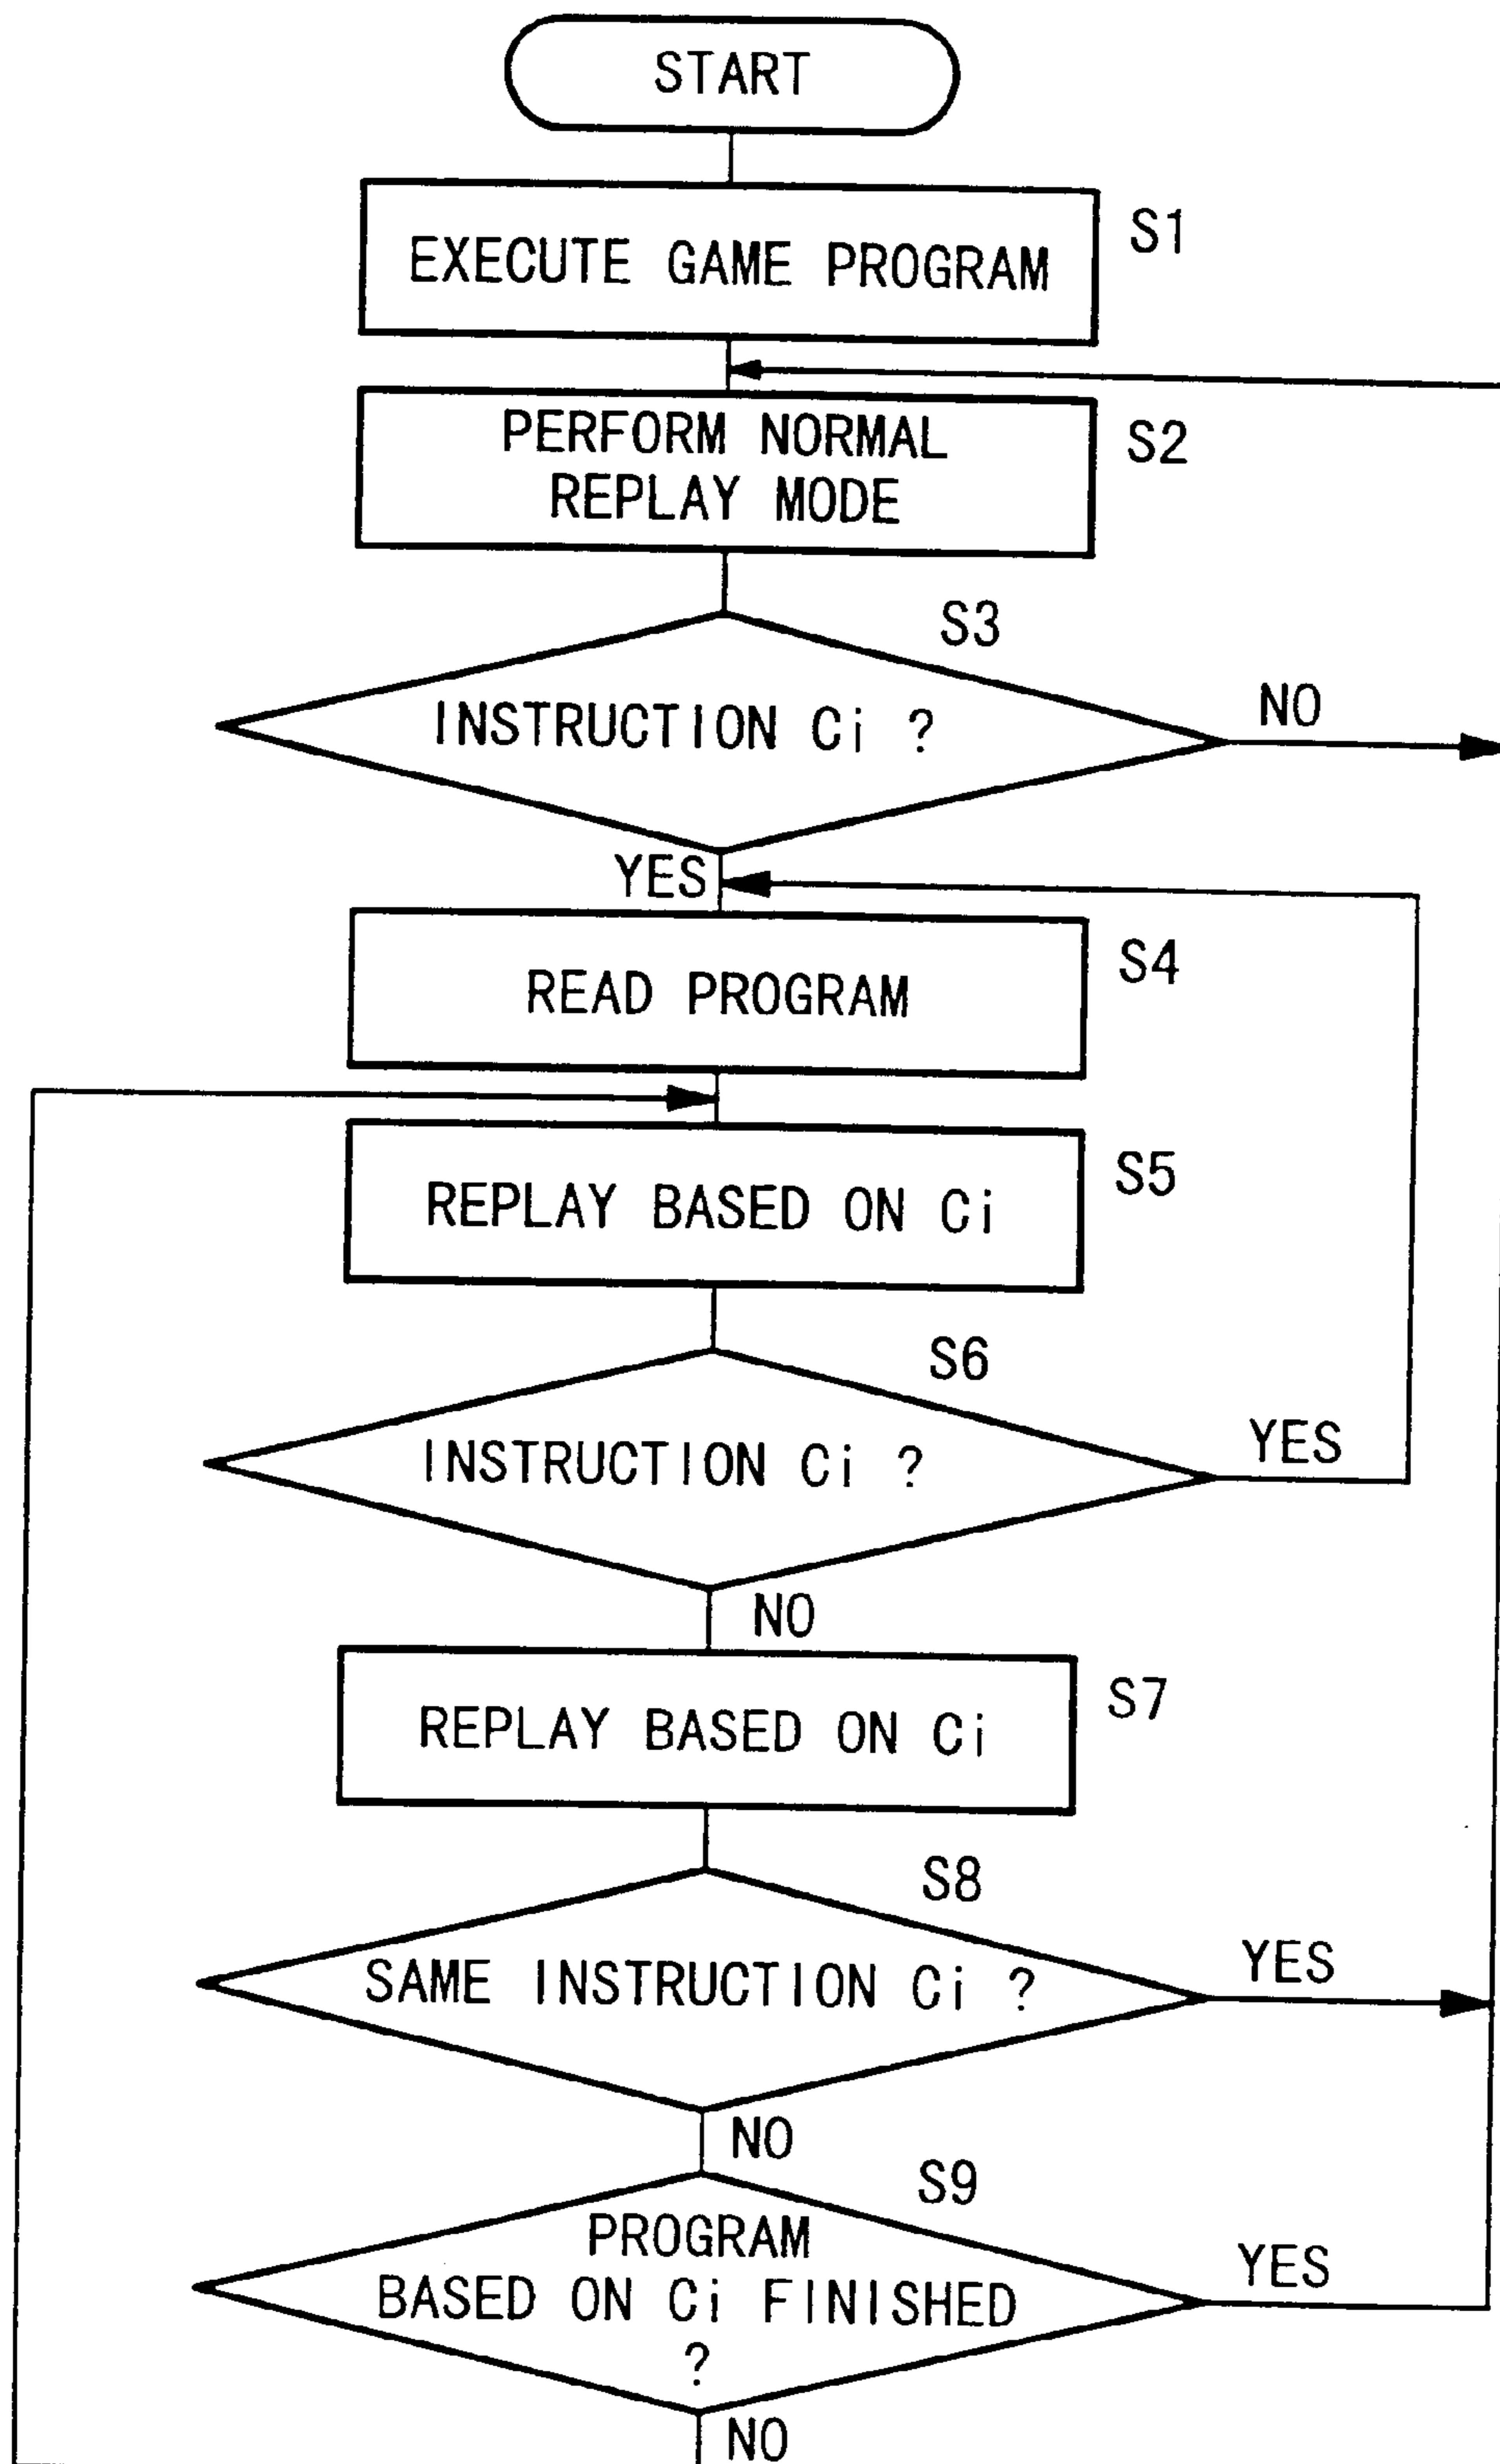 START
EXECUTE GAME PROGRAM
S1
PERFORM NORMAL
REPLAY MODE
S2
S3
INSTRUCTION Ci ?
NO
YES
READ PROGRAM
S4
REPLAY BASED ON Ci
S5
S6
INSTRUCTION Ci ?
YES
NO
REPLAY BASED ON Ci
S7
S8
SAME INSTRUCTION Ci ?
YES
NO
S9
PROGRAM
BASED ON Ci FINISHED
?
YES
NO